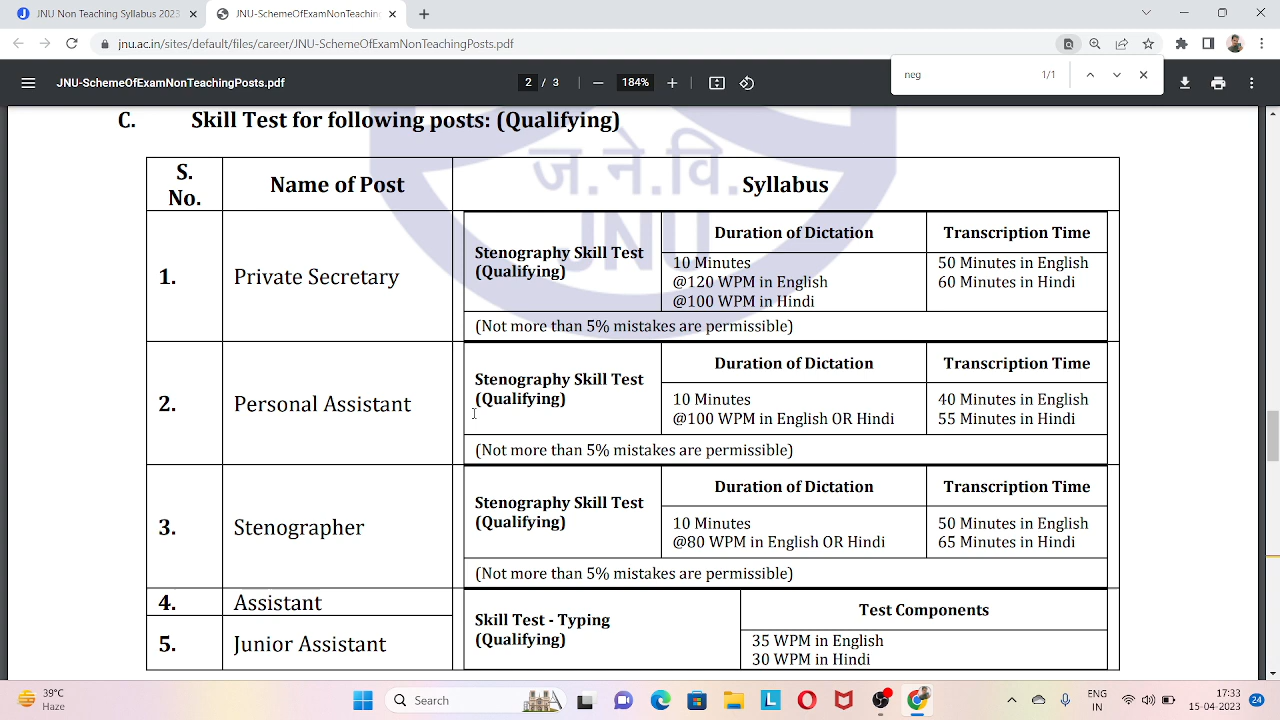 JNU Non Teaching Syllabus 2023
JNU-SchemeOfExamNonTeaching
jnu.ac.in/sites/default/files/career/JNU-SchemeOfExamNonTeachingPosts.pdf
neg 1/1
JNU-SchemeOfExamNonTeachingPosts.pdf 2 / 3 184%
C. Skill Test for following posts: (Qualifying)
ज.ने.वि.
JNU
S. No. Name of Post Syllabus
1. Private Secretary
Stenography Skill Test
(Qualifying)
Duration of Dictation Transcription Time
10 Minutes
@120 WPM in English
@100 WPM in Hindi
50 Minutes in English
60 Minutes in Hindi
(Not more than 5% mistakes are permissible)
2. Personal Assistant
Stenography Skill Test
(Qualifying)
Duration of Dictation Transcription Time
10 Minutes
@100 WPM in English OR Hindi
40 Minutes in English
55 Minutes in Hindi
(Not more than 5% mistakes are permissible)
3. Stenographer
Stenography Skill Test
(Qualifying)
Duration of Dictation Transcription Time
10 Minutes
@80 WPM in English OR Hindi
50 Minutes in English
65 Minutes in Hindi
(Not more than 5% mistakes are permissible)
4. Assistant
5. Junior Assistant
Skill Test - Typing
(Qualifying)
Test Components
35 WPM in English
30 WPM in Hindi
39°C
Haze
Search
ENG
IN
17:33
15-04-2023
24